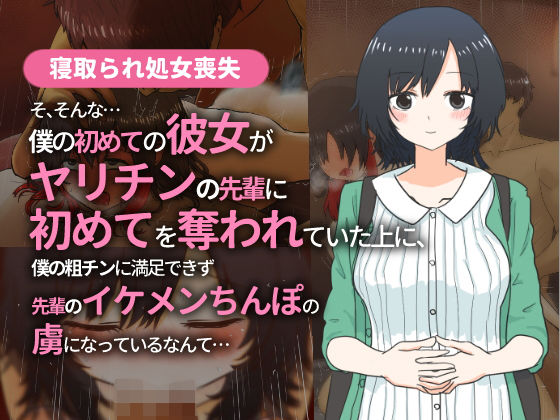 寝取られ処女喪失
そ、そんな…
僕の初めての彼女が
ヤリチンの先輩に
初めてを奪われていた上に、
僕の粗チンに満足できず
先輩のイケメンちんぽの
虜になっているなんて…